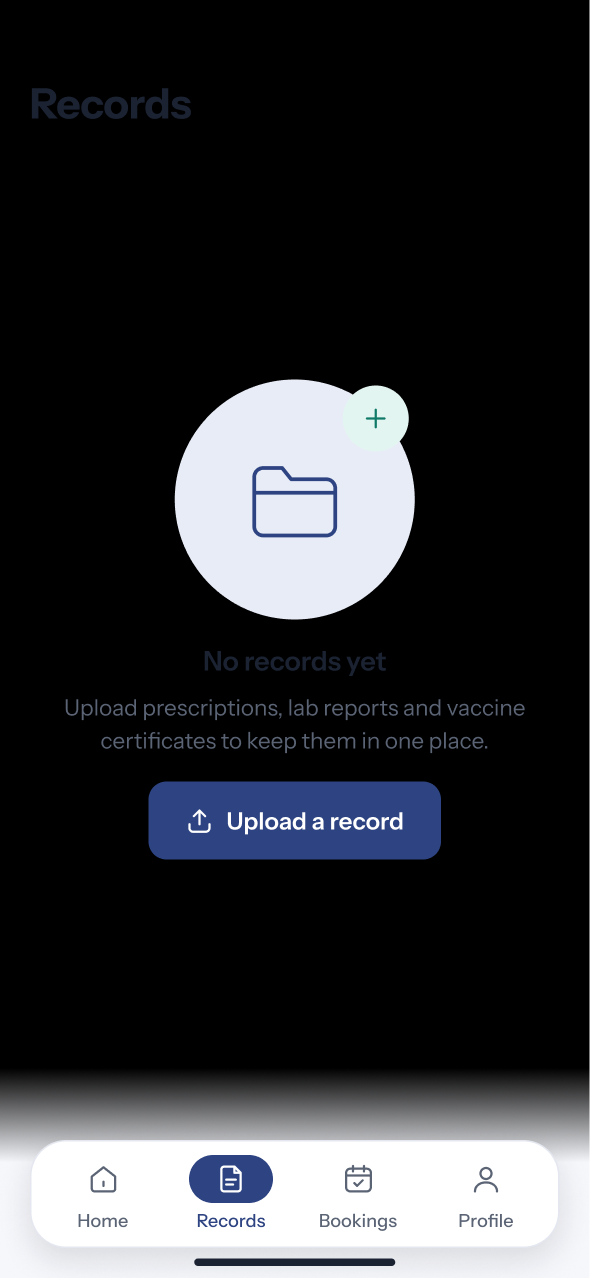 Records
No records yet
Upload prescriptions, lab reports and vaccine
certificates to keep them in one place.
Upload a record
Home
Records
Bookings
Profile